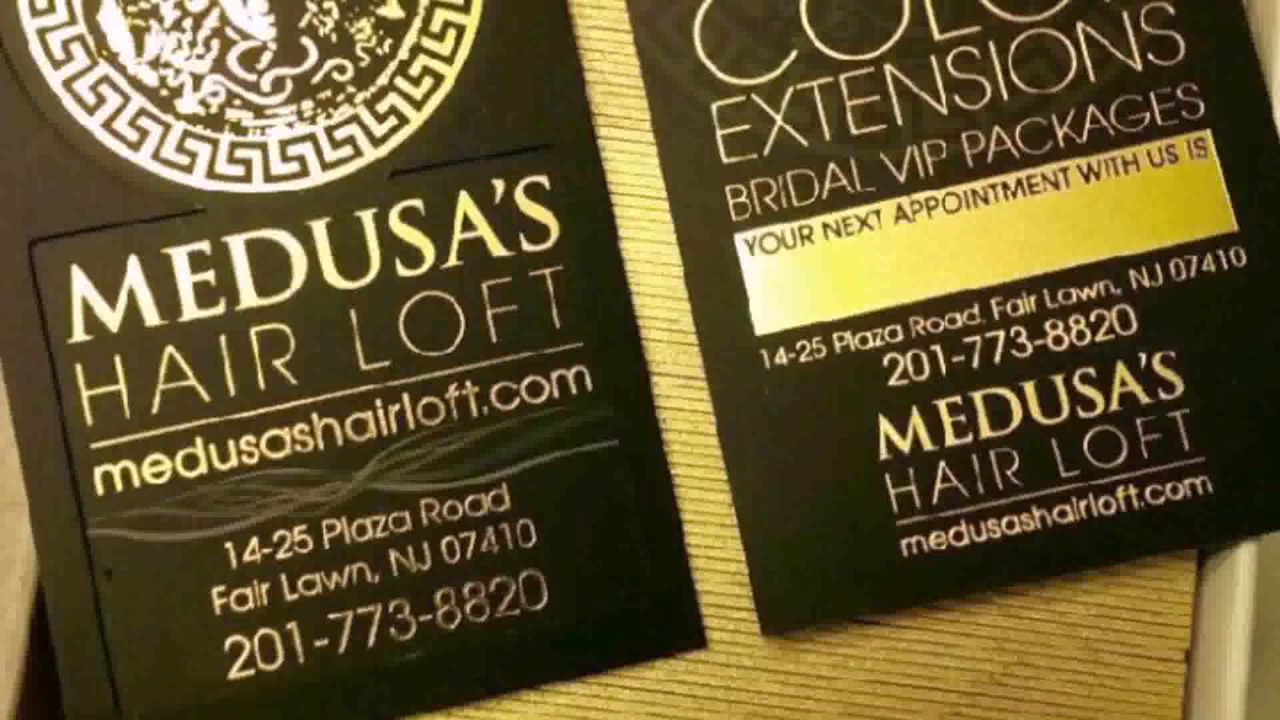 MEDUSA'S
HAIR LOFT
medusashairloft.com
14-25 Plaza Road
Fair Lawn, NJ 07410
201-773-8820
EXTENSIONS
BRIDAL VIP PACKAGES
YOUR NEXT APPOINTMENT WITH US IS
14-25 Plaza Road, Fair Lawn, NJ 07410
201-773-8820
MEDUSA'S
HAIR LOFT
medusashairloft.com